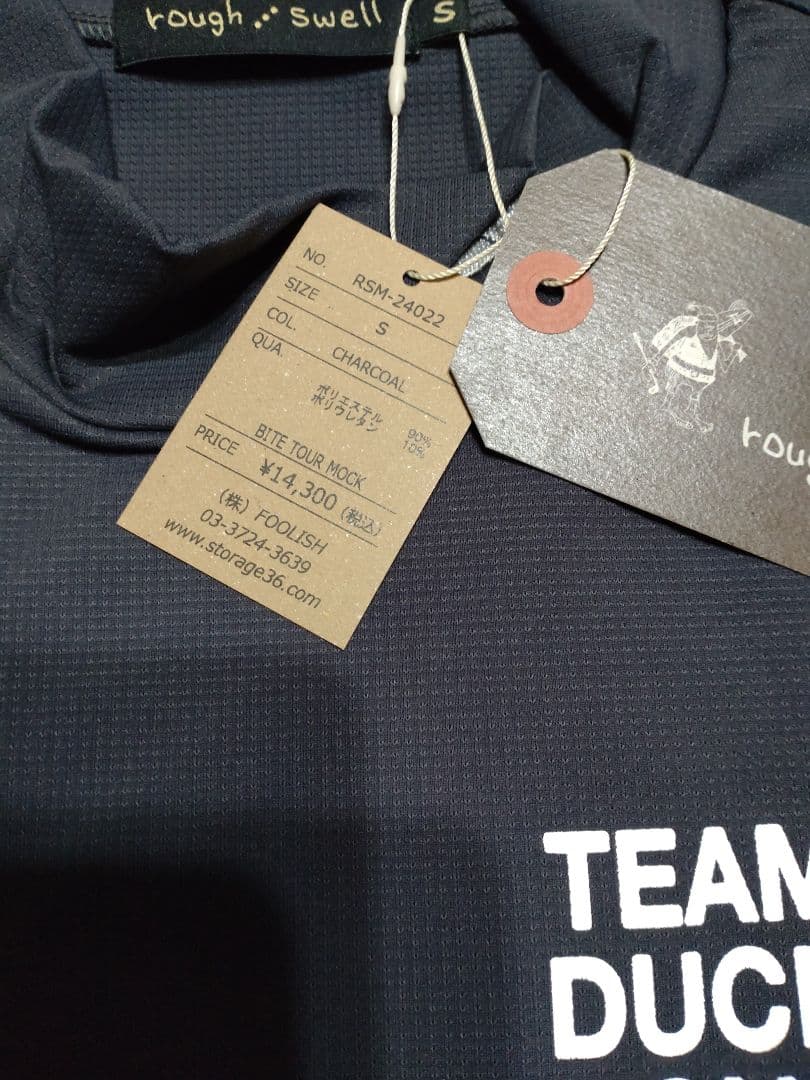 rough swell S
NO. RSM-24022
SIZE S
COL. CHARCOAL
QUA.
ポリエステル 90%
ポリウレタン 10%
BITE TOUR MOCK
PRICE ¥14,300 (税込)
(株) FOOLISH
03-3724-3639
www.storage36.com
roug
TEAM
DUC